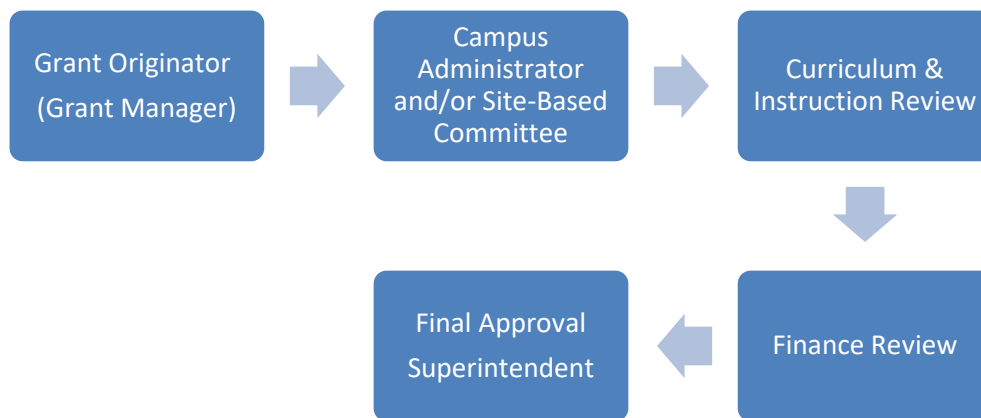 Grant Originator
(Grant Manager)
Campus
Administrator
and/or Site-Based
Committee
Curriculum &
Instruction Review
Finance Review
Final Approval
Superintendent